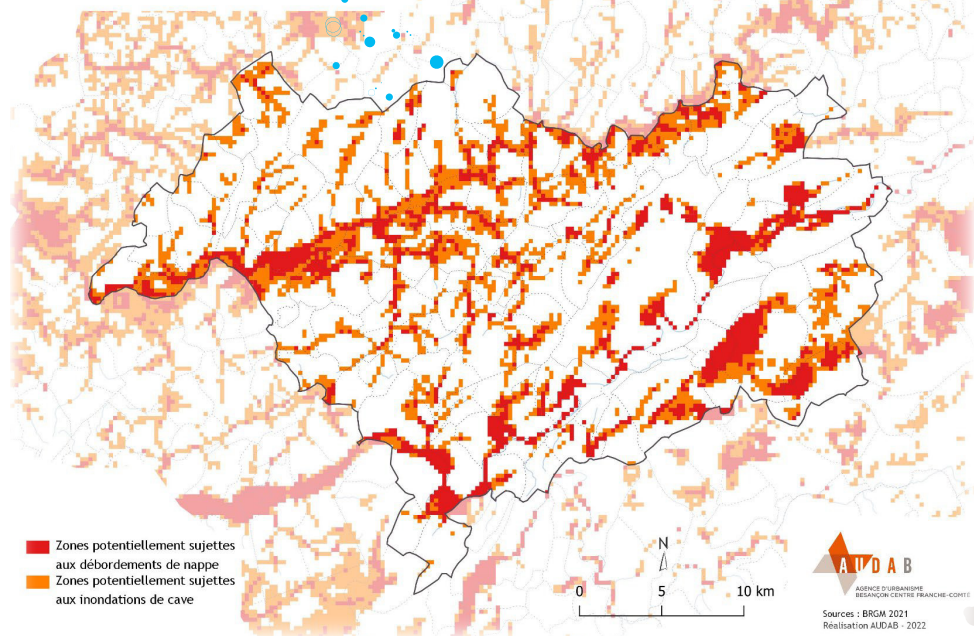 Zones potentiellement sujettes
aux débordements de nappe
Zones potentiellement sujettes
aux inondations de cave
N
0 5 10 km
AUDAB
AGENCE D'URBANISME
BESANÇON CENTRE FRANCHE-COMTÉ
Sources : BRGM 2021
Réalisation AUDAB - 2022